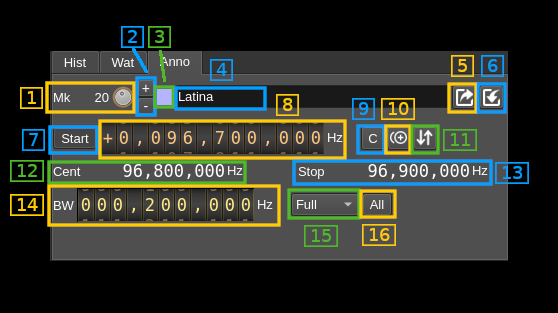 2 3
Hist Wat Anno
4 5 6
1 Mk 20 + - Latina
8 9 10
7 Start +0,096,700,000 Hz C 11
12 Cent 96,800,000 Hz Stop 96,900,000 Hz 13
14 BW 000,200,000 Hz Full All
15 16